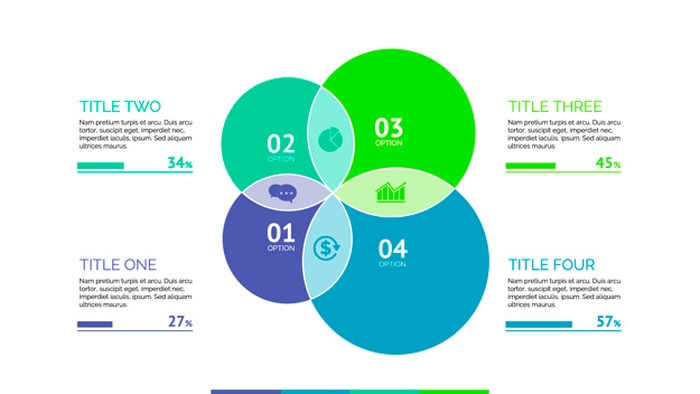 TITLE TWO
Nam pretium turpis et arcu. Duis arcu
tortor, suscipit eget, imperdiet nec,
imperdiet iaculis, ipsum. Sed aliquam
ultrices mauris.
34%
02
OPTION
03
OPTION
TITLE THREE
Nam pretium turpis et arcu. Duis arcu
tortor, suscipit eget, imperdiet nec,
imperdiet iaculis, ipsum. Sed aliquam
ultrices mauris.
45%
TITLE ONE
Nam pretium turpis et arcu. Duis arcu
tortor, suscipit eget, imperdiet nec,
imperdiet iaculis, ipsum. Sed aliquam
ultrices mauris.
27%
01
OPTION
$
04
OPTION
TITLE FOUR
Nam pretium turpis et arcu. Duis arcu
tortor, suscipit eget, imperdiet nec,
imperdiet iaculis, ipsum. Sed aliquam
ultrices mauris.
57%